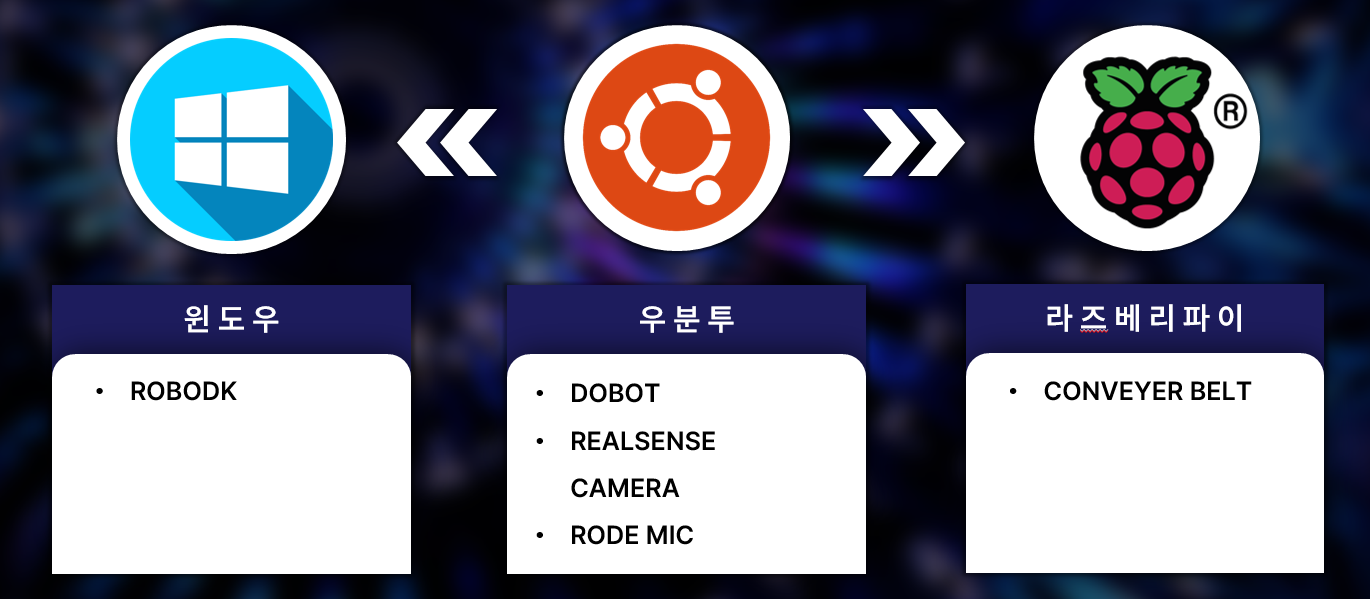 윈도우
우분투
라즈베리파이
®
• ROBODK
• DOBOT
• REALSENSE
CAMERA
• RODE MIC
• CONVEYER BELT